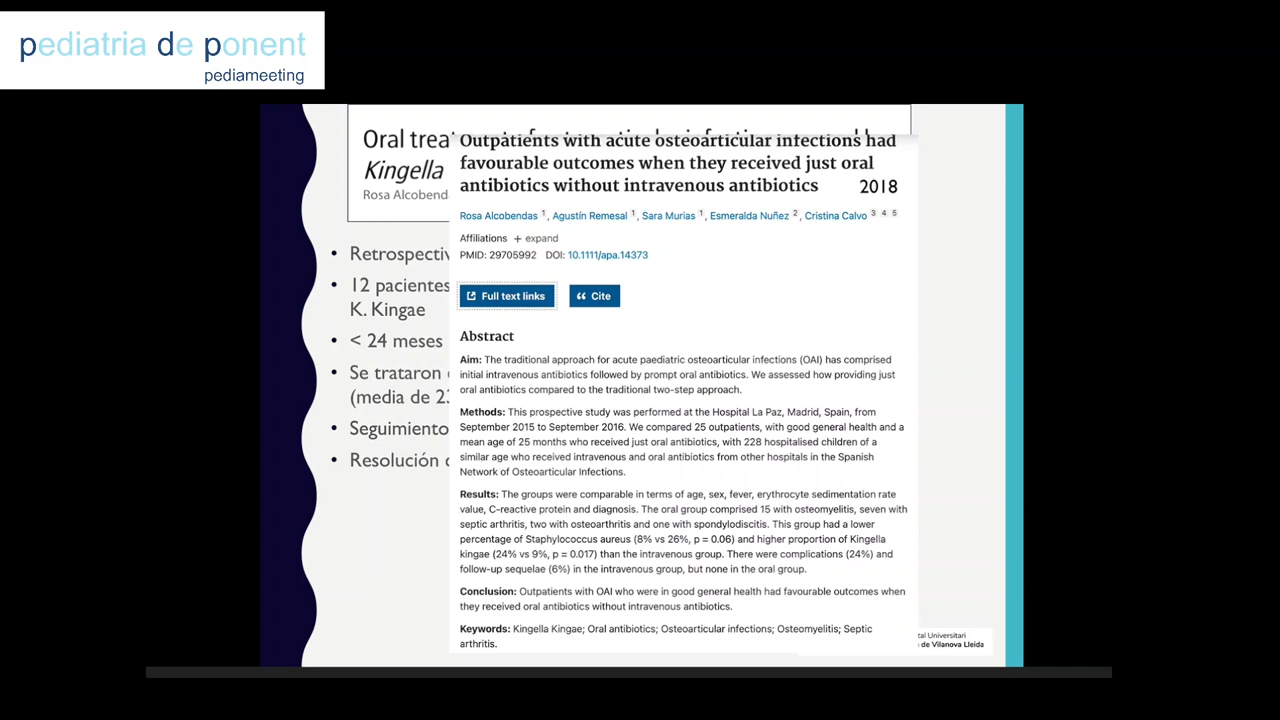 pediatria de ponent
pediameeting
Oral
Kingella
Rosa
Outpatients with acute osteoarticular infections had
favourable outcomes when they received just oral
antibiotics without intravenous antibiotics
2018
Rosa Alcobendas 1, Agustín Remesal 1, Sara Murias 1, Esmeralda Nuñez 2, Cristina Calvo 3 4 5
Affiliations + expand
PMID: 29705992 DOI: 10.1111/apa.14373
Full text links
Cite
Abstract
Aim: The traditional approach for acute paediatric osteoarticular infections (OAI) has comprised
initial intravenous antibiotics followed by prompt oral antibiotics. We assessed how providing just
oral antibiotics compared to the traditional two-step approach.
Methods: This prospective study was performed at the Hospital La Paz, Madrid, Spain, from
September 2015 to September 2016. We compared 25 outpatients, with good general health and a
mean age of 25 months who received just oral antibiotics, with 228 hospitalised children of a
similar age who received intravenous and oral antibiotics from other hospitals in the Spanish
Network of Osteoarticular Infections.
Results: The groups were comparable in terms of age, sex, fever, erythrocyte sedimentation rate
value, C-reactive protein and diagnosis. The oral group comprised 15 with osteomyelitis, seven with
septic arthritis, two with osteoarthritis and one with spondylodiscitis. This group had a lower
percentage of Staphylococcus aureus (8% vs 26%, p = 0.06) and higher proportion of Kingella
kingae (24% vs 9%, p = 0.017) than the intravenous group. There were complications (24%) and
follow-up sequelae (6%) in the intravenous group, but none in the oral group.
Conclusion: Outpatients with OAI who were in good general health had favourable outcomes when
they received oral antibiotics without intravenous antibiotics.
Keywords: Kingella Kingae; Oral antibiotics; Osteoarticular infections; Osteomyelitis; Septic
arthritis.
• 12 pacientes
K. Kingae
• < 24 meses
• Se trataron
(media de
• Seguimiento
• Resolución
Universitari
de Vilanova Lleida